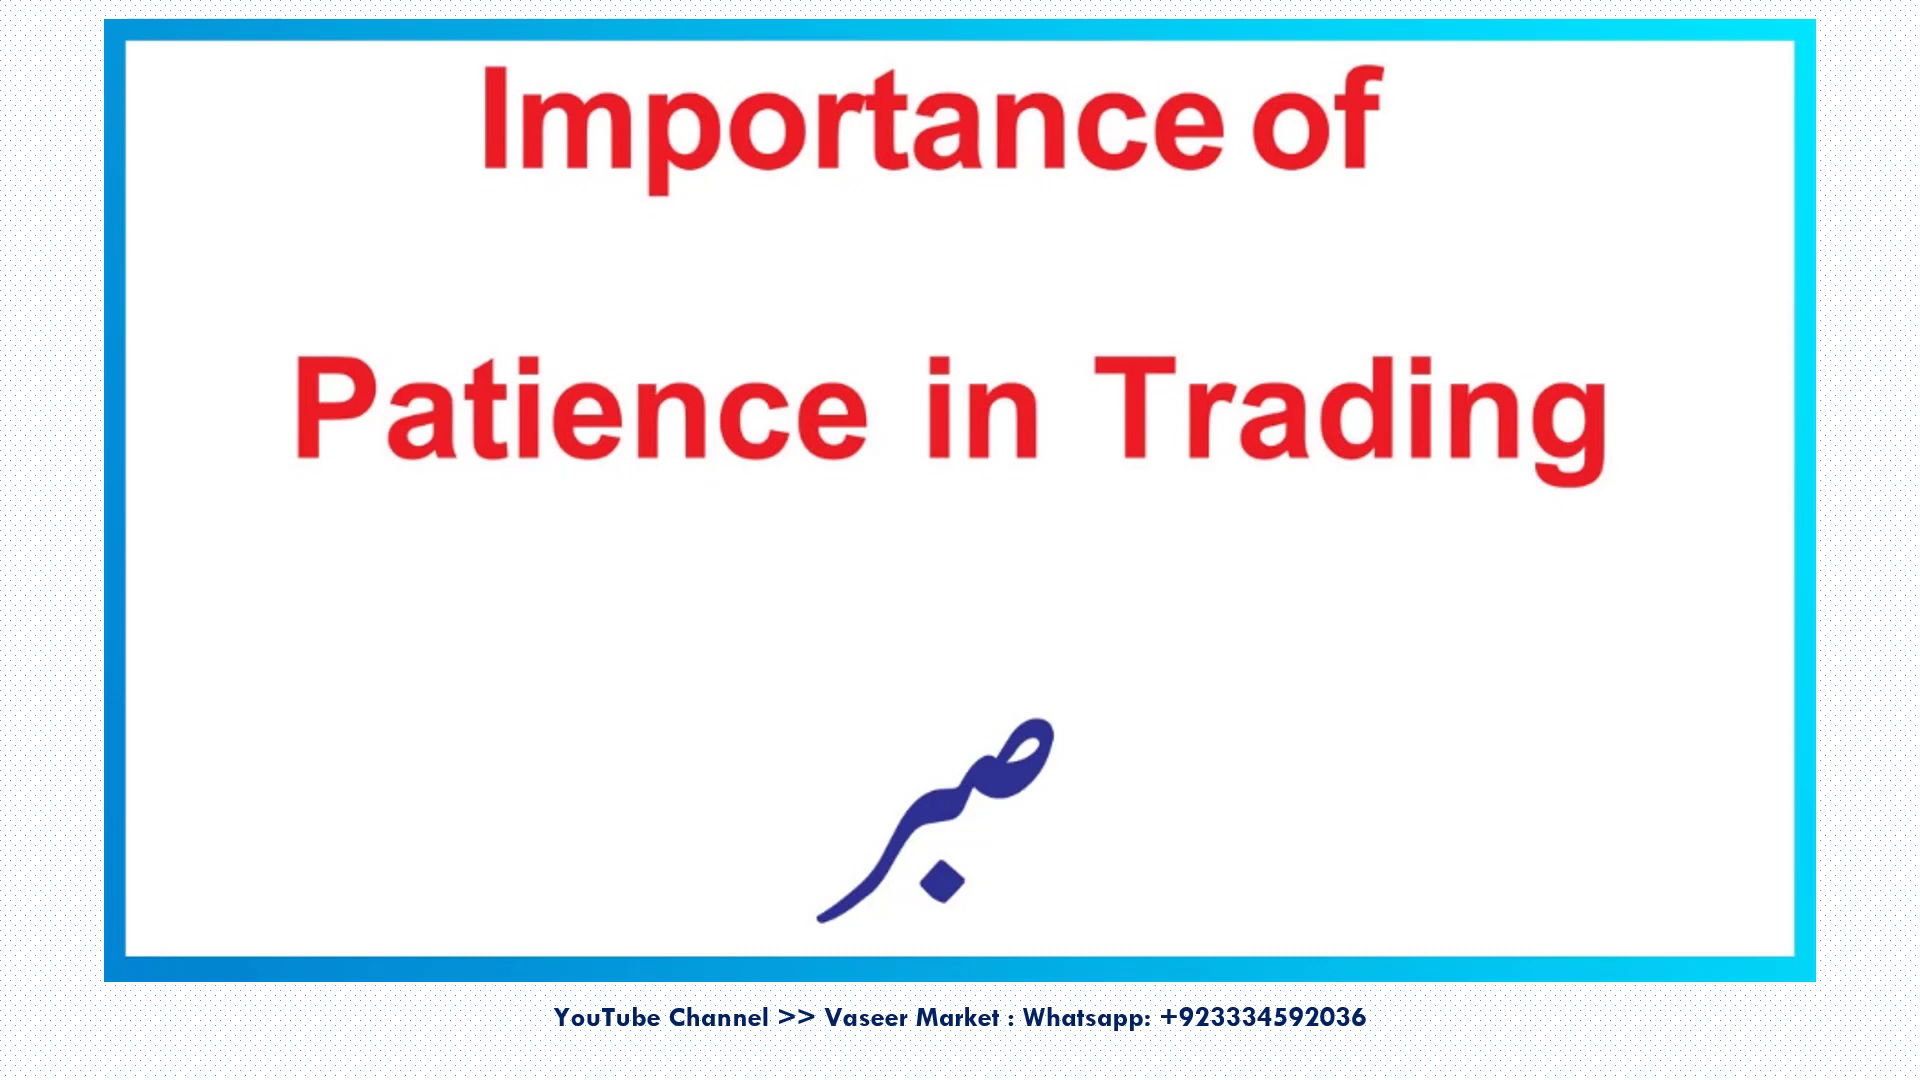 Importance of
Patience in Trading
صبر
YouTube Channel >> Vaseer Market : Whatsapp: +923334592036